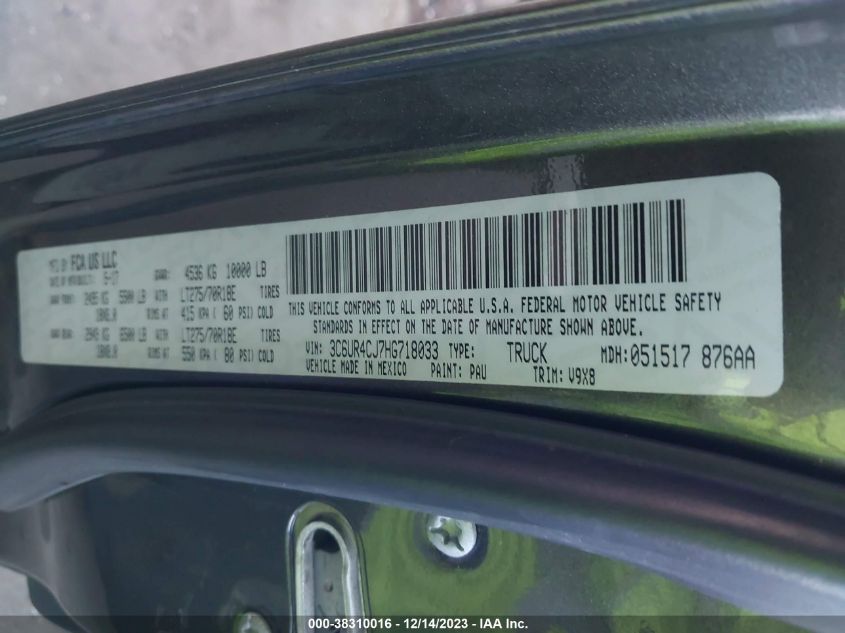 MFD BY: FCA US LLC
DATE OF MFR: 5-17 GVWR: 4536 KG 10000 LB
GAWR FRONT: 2495 KG 5500 LB WITH LT275/70R18E TIRES
18X8.0 RIMS AT 415 KPA ( 60 PSI) COLD
GAWR REAR: 2949 KG 6500 LB WITH LT275/70R18E TIRES
18X8.0 RIMS AT 550 KPA ( 80 PSI) COLD
THIS VEHICLE CONFORMS TO ALL APPLICABLE U.S.A. FEDERAL MOTOR VEHICLE SAFETY
STANDARDS IN EFFECT ON THE DATE OF MANUFACTURE SHOWN ABOVE.
VIN: 3C6UR4CJ7HG718033 TYPE: TRUCK MDH: 051517 876AA
VEHICLE MADE IN MEXICO PAINT: PAU TRIM: V9X8
000-38310016 - 12/14/2023 - IAA Inc.